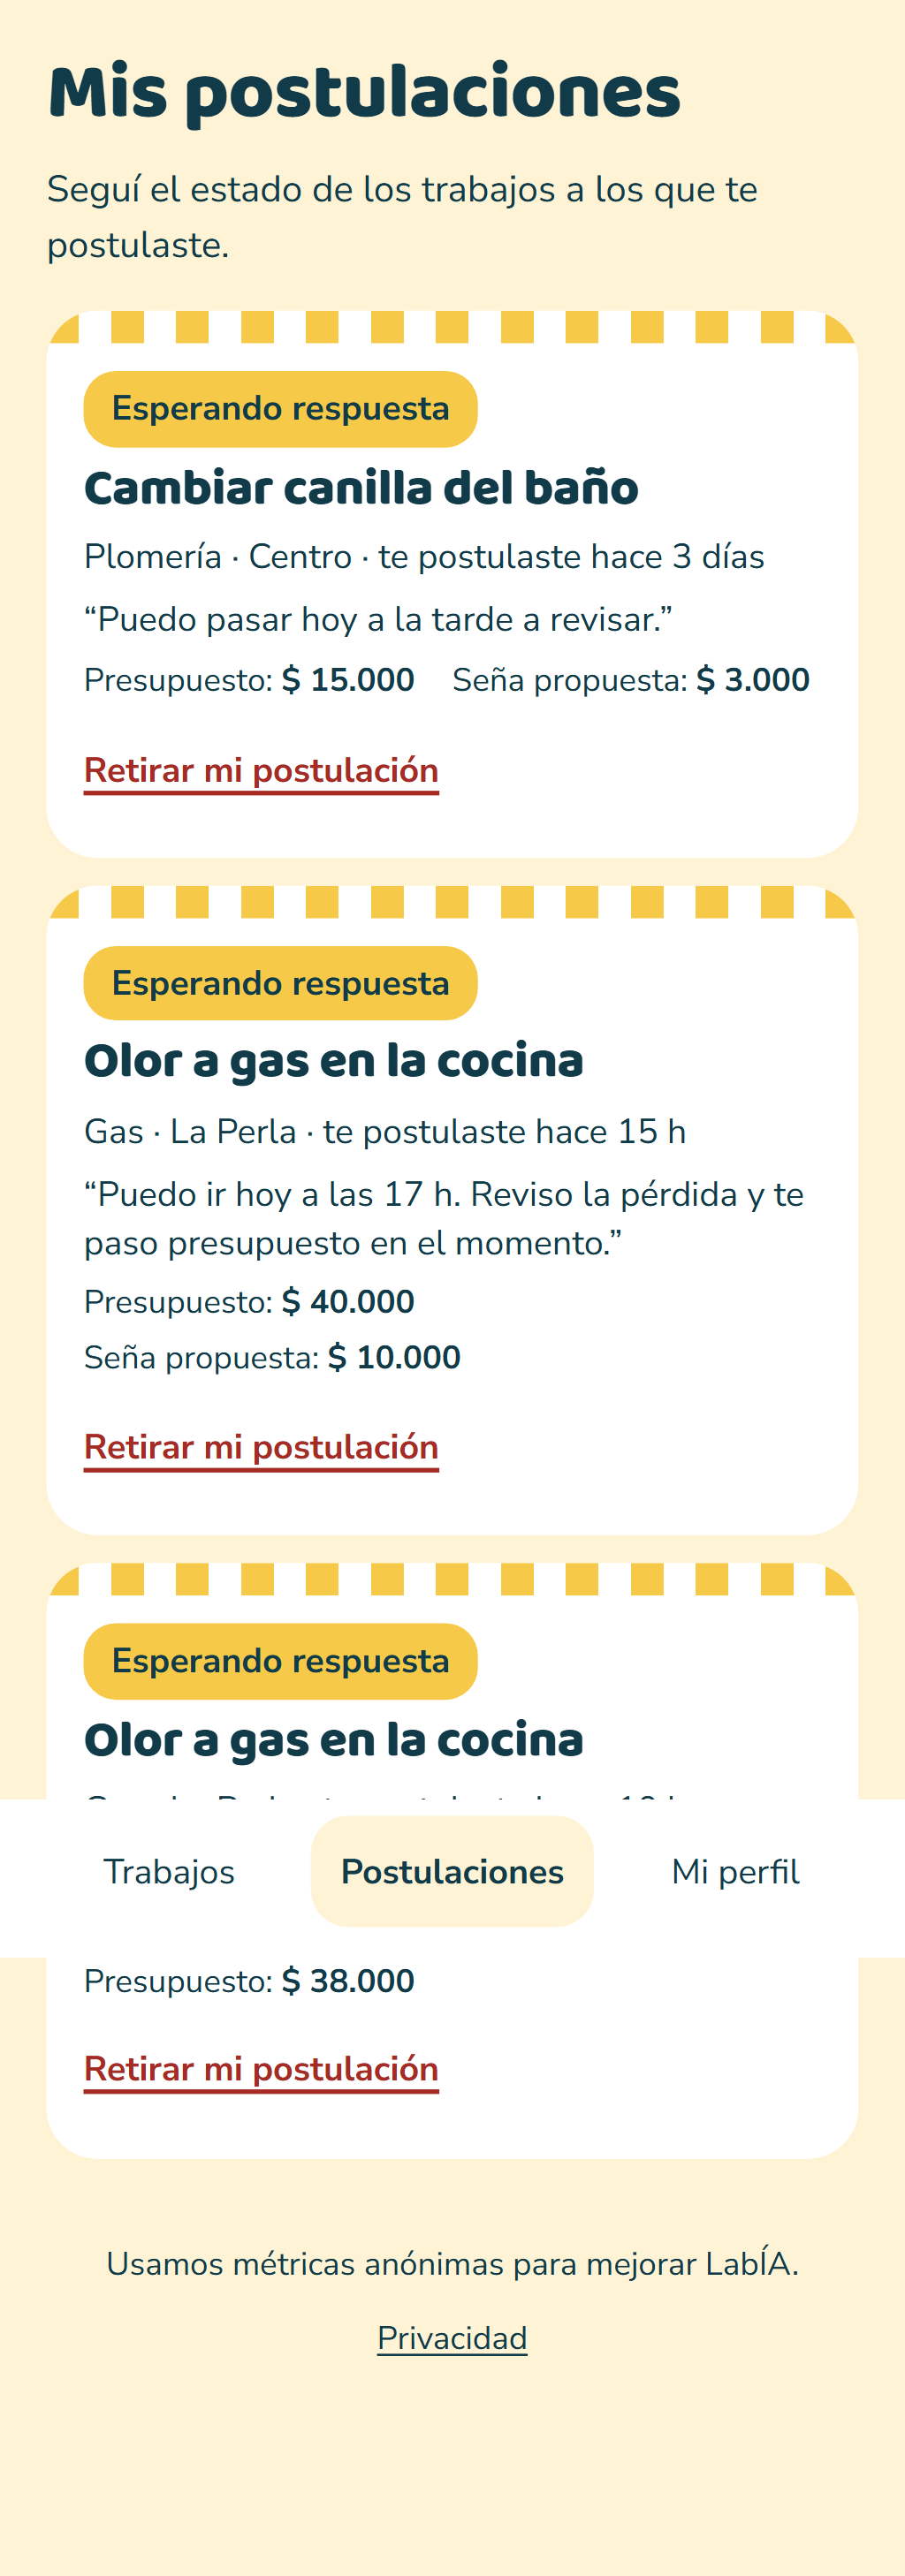 Mis postulaciones
Seguí el estado de los trabajos a los que te
postulaste.
Esperando respuesta
Cambiar canilla del baño
Plomería · Centro · te postulaste hace 3 días
“Puedo pasar hoy a la tarde a revisar.”
Presupuesto: $ 15.000 Seña propuesta: $ 3.000
Retirar mi postulación
Esperando respuesta
Olor a gas en la cocina
Gas · La Perla · te postulaste hace 15 h
“Puedo ir hoy a las 17 h. Reviso la pérdida y te
paso presupuesto en el momento.”
Presupuesto: $ 40.000
Seña propuesta: $ 10.000
Retirar mi postulación
Esperando respuesta
Olor a gas en la cocina
Trabajos Postulaciones Mi perfil
Presupuesto: $ 38.000
Retirar mi postulación
Usamos métricas anónimas para mejorar LabÍA.
Privacidad